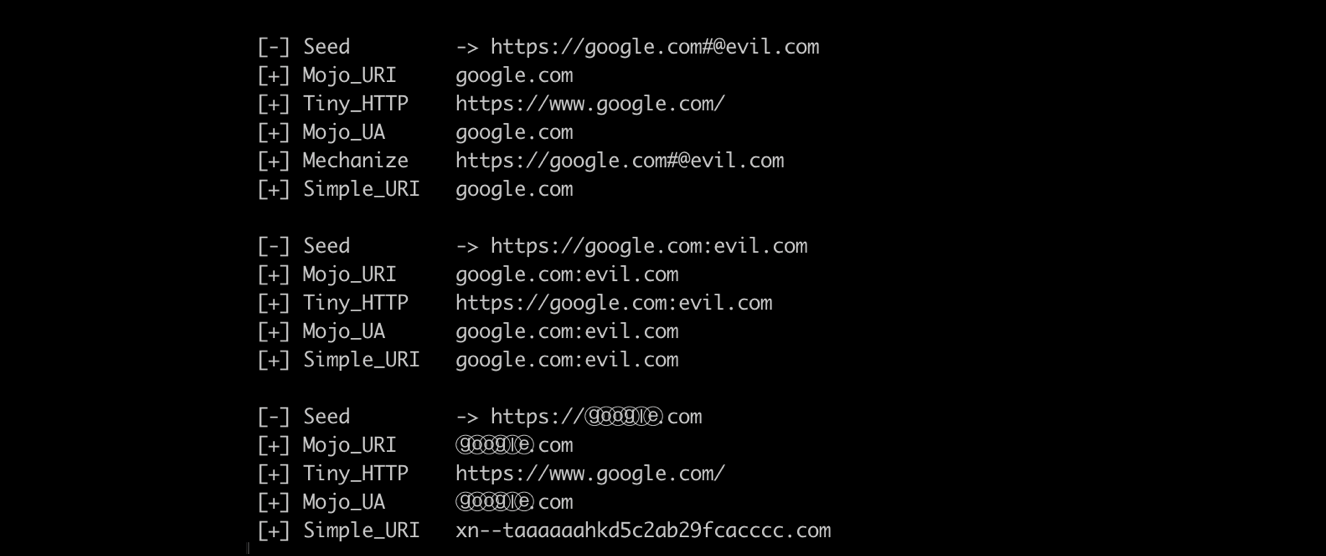 [-] Seed -> https://google.com#@evil.com
[+] Mojo_URI google.com
[+] Tiny_HTTP https://www.google.com/
[+] Mojo_UA google.com
[+] Mechanize https://google.com#@evil.com
[+] Simple_URI google.com
[-] Seed -> https://google.com:evil.com
[+] Mojo_URI google.com:evil.com
[+] Tiny_HTTP https://google.com:evil.com
[+] Mojo_UA google.com:evil.com
[+] Simple_URI google.com:evil.com
[-] Seed -> https://ⓖⓞⓞⓖⓛⓔ.com
[+] Mojo_URI ⓖⓞⓞⓖⓛⓔ.com
[+] Tiny_HTTP https://www.google.com/
[+] Mojo_UA ⓖⓞⓞⓖⓛⓔ.com
[+] Simple_URI xn--taaaaaahkd5c2ab29fcacccc.com